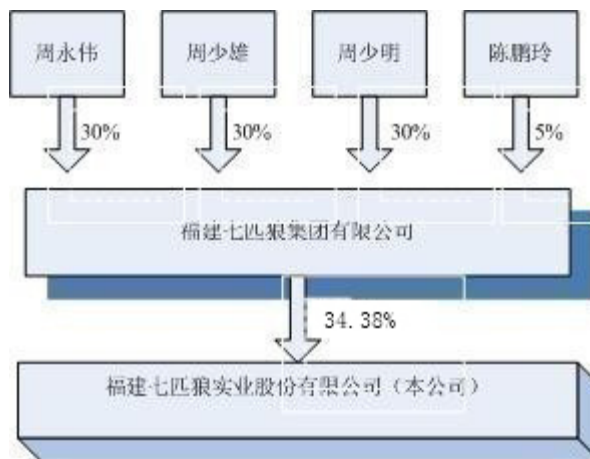 周永伟 周少雄 周少明 陈鹏玲
30% 30% 30% 5%
福建七匹狼集团有限公司
34.38%
福建七匹狼实业股份有限公司（本公司）